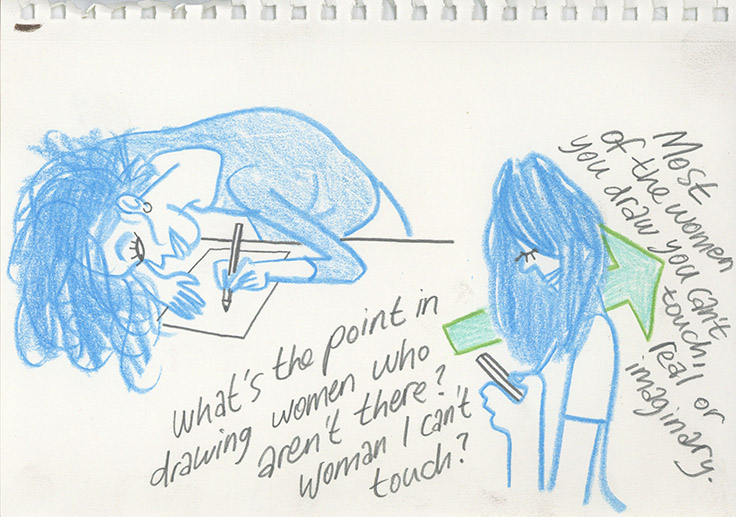 What's the point in
drawing women who
aren't there?
Woman I can't
touch?
Most
of the women
you draw you can't
touch,
real or
imaginary.